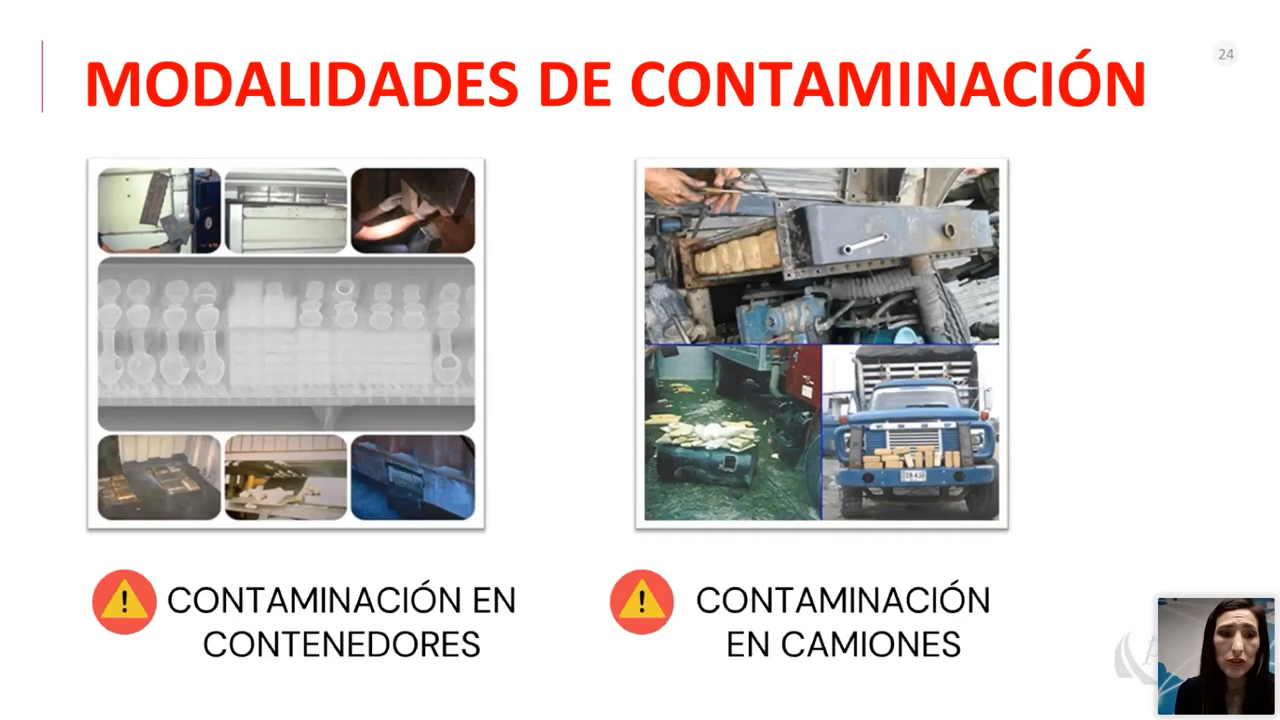 24
MODALIDADES DE CONTAMINACIÓN
CONTAMINACIÓN EN
CONTENEDORES
CONTAMINACIÓN
EN CAMIONES